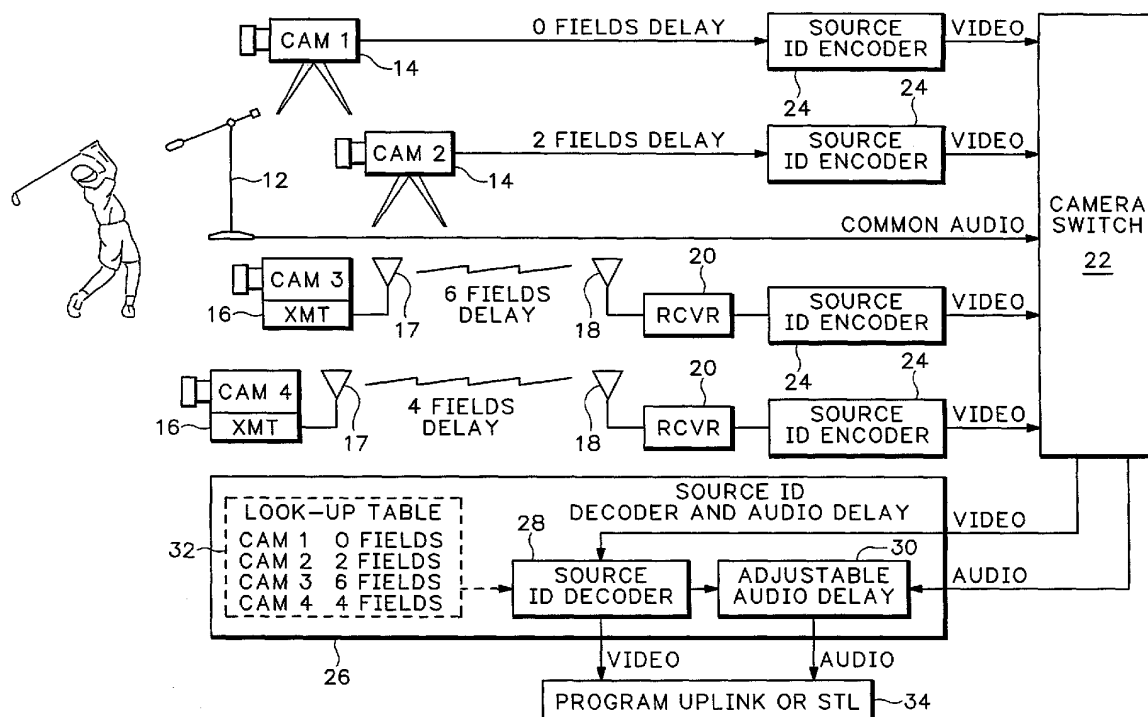 CAM 1
14
0 FIELDS DELAY
SOURCE
ID ENCODER
24
VIDEO
12
CAM 2
14
2 FIELDS DELAY
24
SOURCE
ID ENCODER
VIDEO
COMMON AUDIO
CAMERA
SWITCH
22
CAM 3
XMT
16
17
6 FIELDS
DELAY
18
20
RCVR
SOURCE
ID ENCODER
24
VIDEO
CAM 4
XMT
16
17
4 FIELDS
DELAY
18
20
RCVR
24
SOURCE
ID ENCODER
VIDEO
SOURCE ID
DECODER AND AUDIO DELAY
VIDEO
AUDIO
32
LOOK-UP TABLE
CAM 1 0 FIELDS
CAM 2 2 FIELDS
CAM 3 6 FIELDS
CAM 4 4 FIELDS
28
SOURCE
ID DECODER
30
ADJUSTABLE
AUDIO DELAY
26
VIDEO
AUDIO
PROGRAM UPLINK OR STL
34